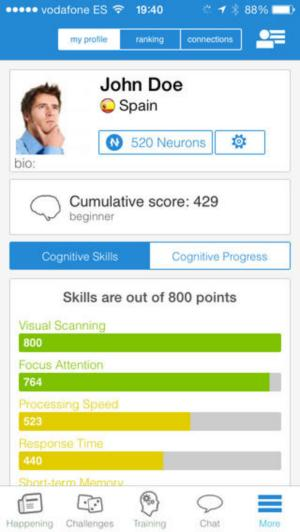 vodafone ES 19:40 88%
my profile ranking connections
John Doe
Spain
N 520 Neurons
bio:
Cumulative score: 429
beginner
Cognitive Skills Cognitive Progress
Skills are out of 800 points
Visual Scanning
800
Focus Attention
764
Processing Speed
523
Response Time
440
Short-term Memory
Happening Challenges Training Chat More